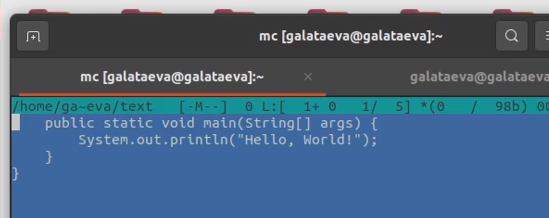 mc [galataeva@galataeva]:~
mc [galataeva@galataeva]:~ ×
galataeva@galataeva
/home/ga~eva/text [-M--] 0 L:[ 1+ 0 1/ 5] *(0 / 98b) 00
public static void main(String[] args) {
System.out.println("Hello, World!");
}
}